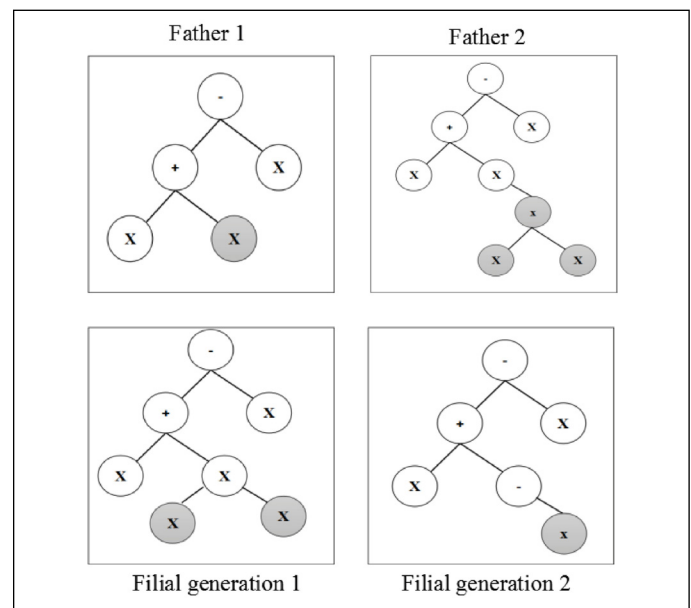 Father 1
Father 2
-
+
X
X
X
-
+
X
X
X
x
X
X
-
+
X
X
X
X
X
-
+
X
X
-
x
Filial generation 1
Filial generation 2